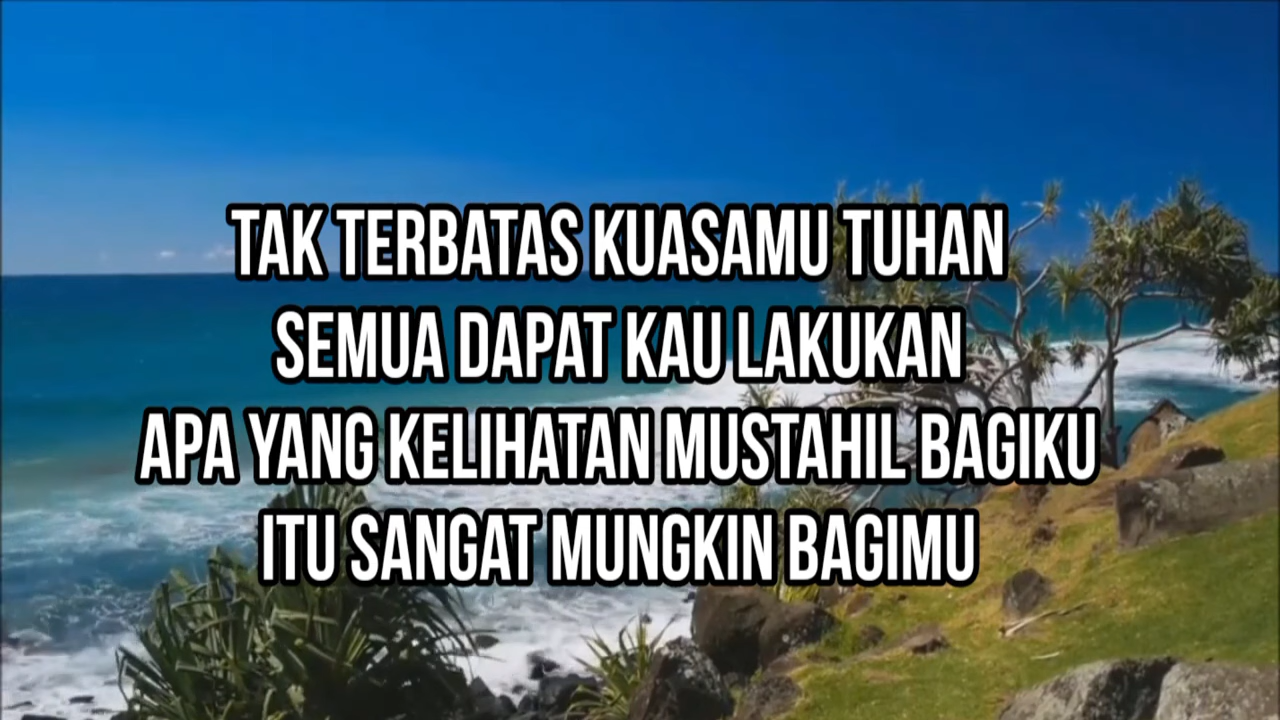 TAK TERBATAS KUASAMU TUHAN
SEMUA DAPAT KAU LAKUKAN
APA YANG KELIHATAN MUSTAHIL BAGIKU
ITU SANGAT MUNGKIN BAGIMU